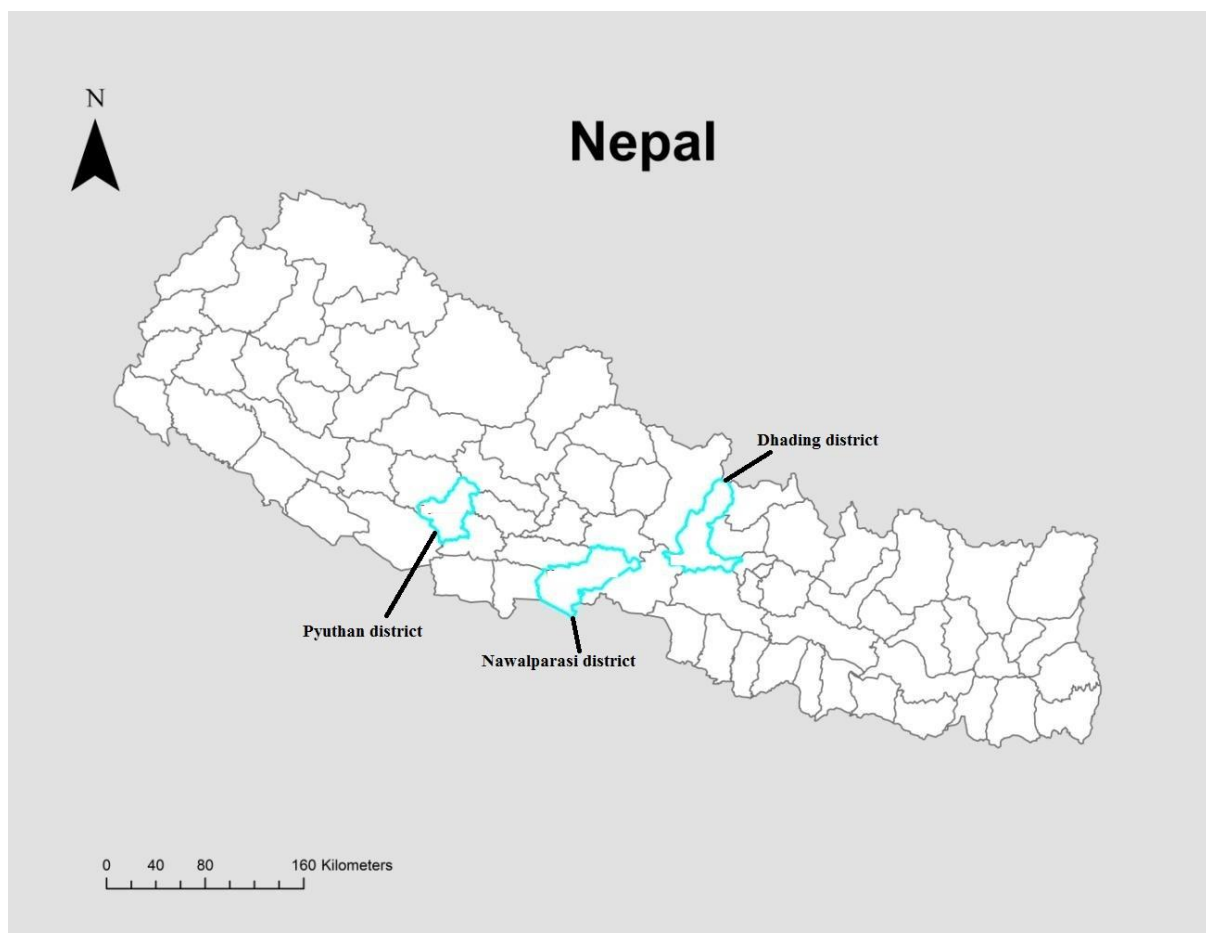 N
Nepal
Dhading district
Pyuthan district
Nawalparasi district
0 40 80 160 Kilometers